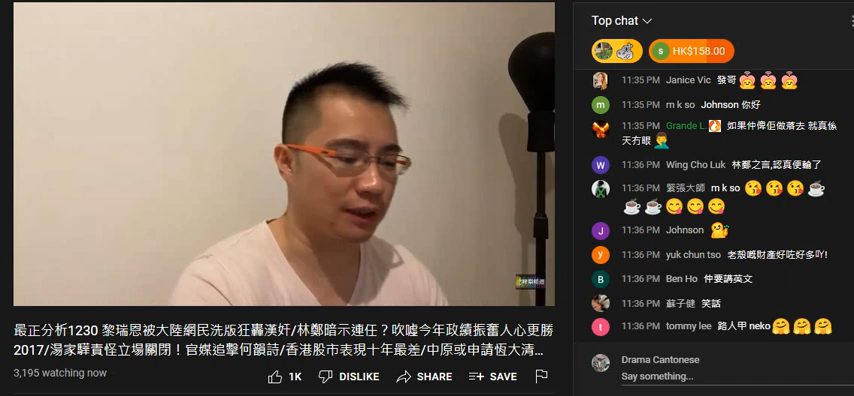 Top chat
S HK$158.00
11:35 PM Janice Vic 發哥
m 11:35 PM m k so Johnson 你好
11:35 PM Grande L. 如果仲俾佢做落去 就真係
天冇眼
W 11:36 PM Wing Cho Luk 林鄭之言,認真便輪了
11:36 PM 緊張大師 m k so
J 11:36 PM Johnson
y 11:36 PM yuk chun tso 老殼嘅財產好咗好多吖!
B 11:36 PM Ben Ho 仲要講英文
11:36 PM 蘇子健 笑話
t 11:36 PM tommy lee 路人甲 neko
Drama Cantonese
Say something...
最正分析1230 黎瑞恩被大陸網民洗版狂轟漢奸/林鄭暗示連任？吹噓今年政績振奮人心更勝
2017/湯家驊責怪立場關閉！官媒追擊何韻詩/香港股市表現十年最差/中原或申請恆大清...
3,195 watching now
1K DISLIKE SHARE SAVE